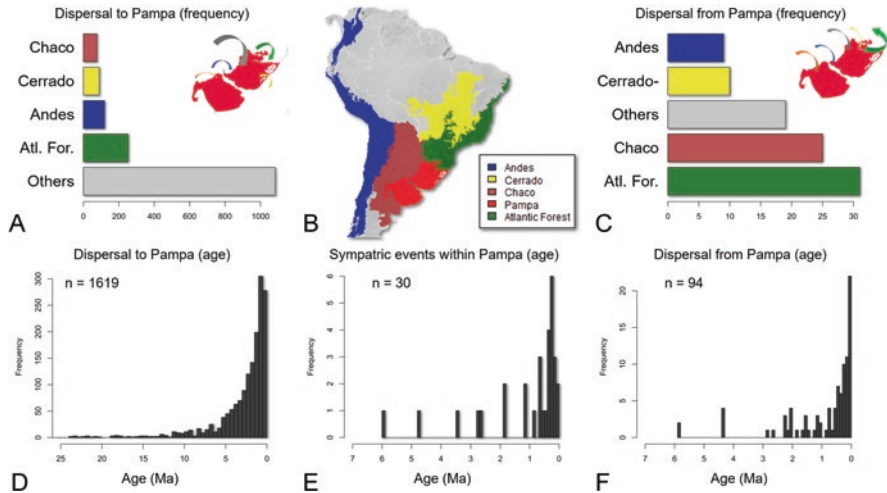 Dispersal to Pampa (frequency)
Chaco
Cerrado
Andes
Atl. For.
Others
0 200 400 600 800 1000
A
B
Andes
Cerrado
Chaco
Pampa
Atlantic Forest
Dispersal from Pampa (frequency)
Andes
Cerrado-
Others
Chaco
Atl. For.
0 5 10 15 20 25 30
C
Dispersal to Pampa (age)
n = 1619
Frequency
0 50 100 150 200 250 300
25 20 15 10 5 0
Age (Ma)
D
Sympatric events within Pampa (age)
n = 30
Frequency
0 1 2 3 4 5 6
7 6 5 4 3 2 1 0
Age (Ma)
E
Dispersal from Pampa (age)
n = 94
Frequency
0 5 10 15 20
7 6 5 4 3 2 1 0
Age (Ma)
F